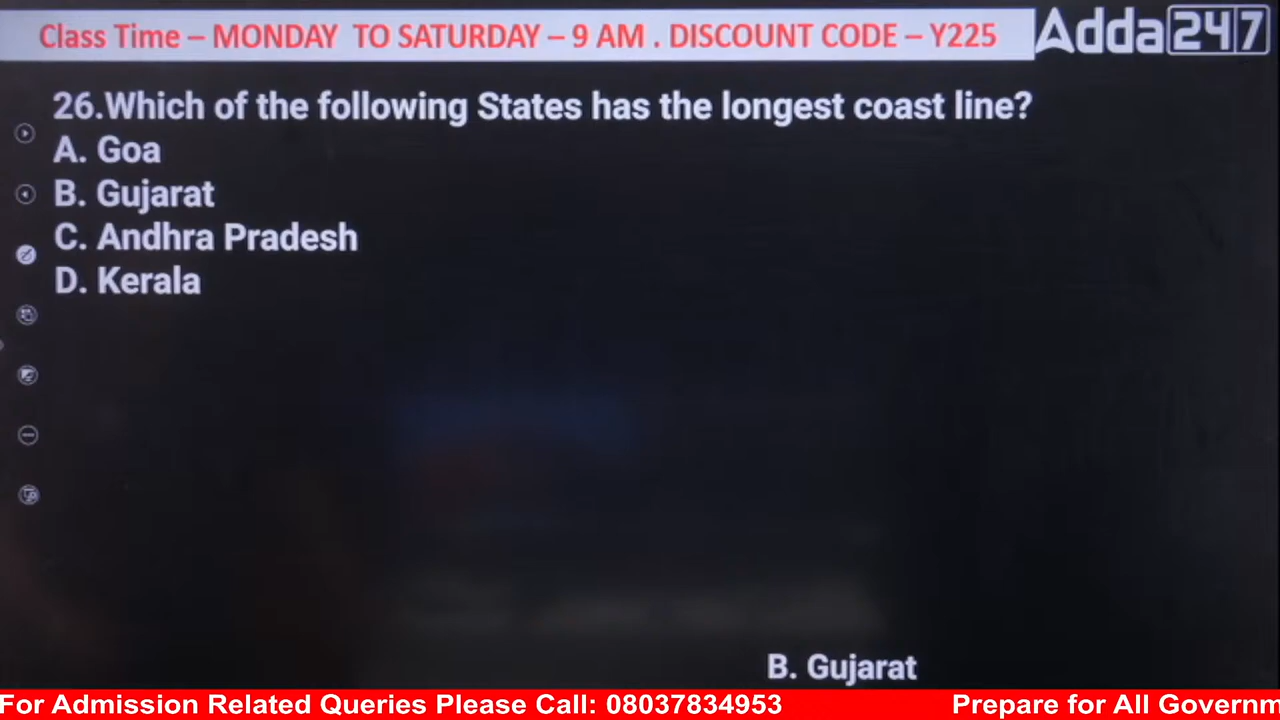 Class Time – MONDAY TO SATURDAY – 9 AM . DISCOUNT CODE – Y225
Adda247
26.Which of the following States has the longest coast line?
A. Goa
B. Gujarat
C. Andhra Pradesh
D. Kerala
B. Gujarat
For Admission Related Queries Please Call: 08037834953
Prepare for All Governm